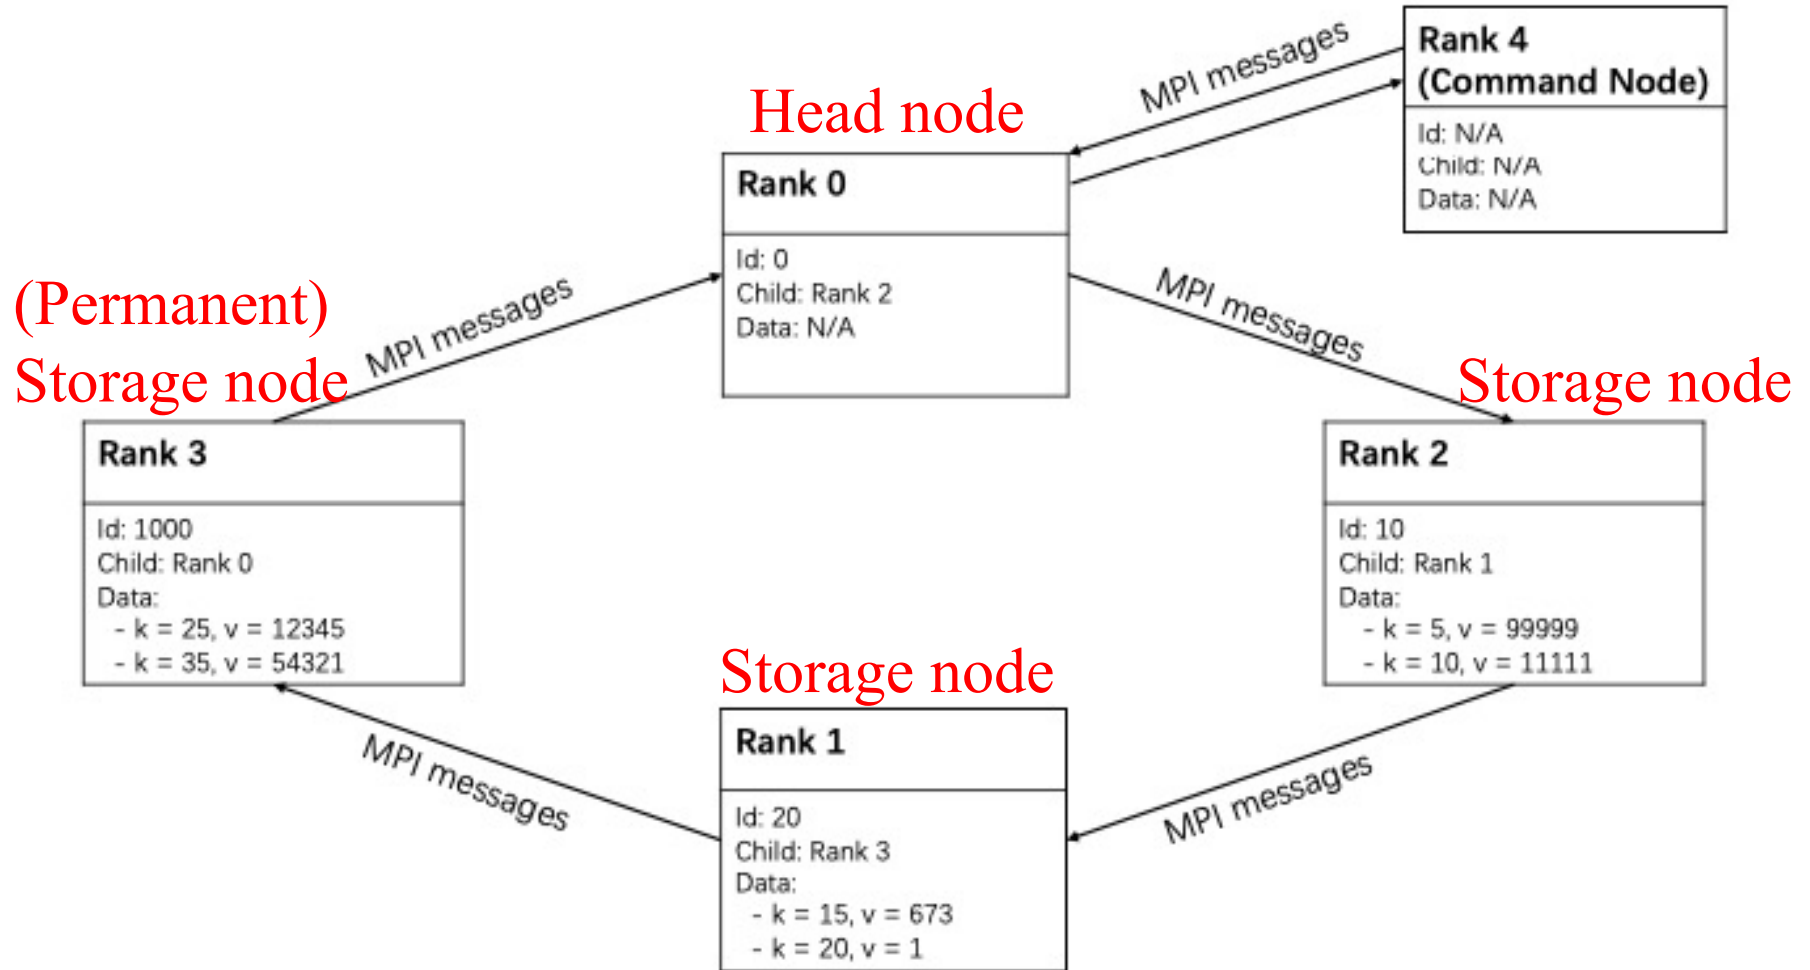 Rank 4
(Command Node)
Id: N/A
Child: N/A
Data: N/A
MPI messages
Head node
Rank 0
Id: 0
Child: Rank 2
Data: N/A
MPI messages
MPI messages
(Permanent)
Storage node
Rank 3
Id: 1000
Child: Rank 0
Data:
- k = 25, v = 12345
- k = 35, v = 54321
Storage node
Rank 2
Id: 10
Child: Rank 1
Data:
- k = 5, v = 99999
- k = 10, v = 11111
Storage node
Rank 1
Id: 20
Child: Rank 3
Data:
- k = 15, v = 673
- k = 20, v = 1
MPI messages
MPI messages